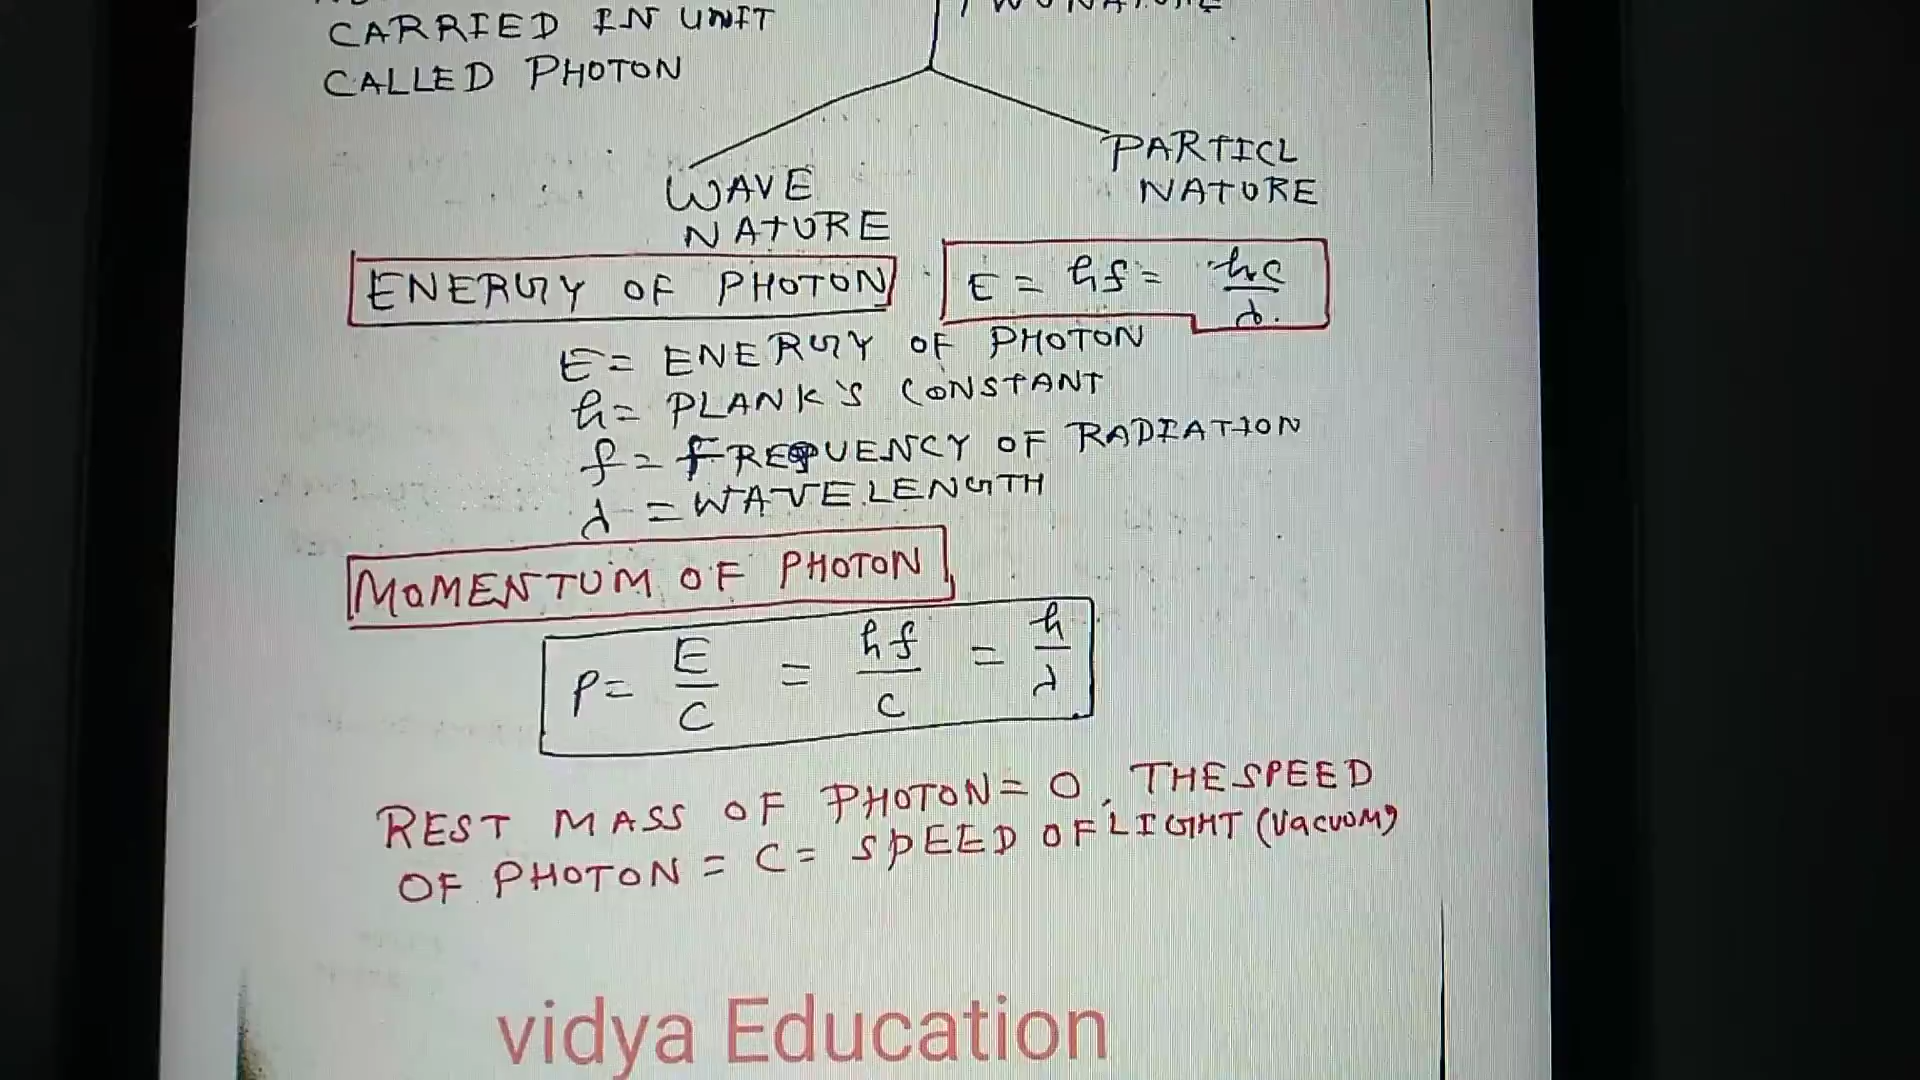 CARRIED IN UNIT
CALLED PHOTON
WAVE
NATURE
PARTICL
NATURE
ENERGY OF PHOTON
E = hf = hc/λ.
E = ENERGY OF PHOTON
h = PLANK'S CONSTANT
f = FREQUENCY OF RADIATION
λ = WAVELENGTH
MOMENTUM OF PHOTON
P = E/C = hf/C = h/λ
REST MASS OF PHOTON = 0, THE SPEED
OF PHOTON = C = SPEED OF LIGHT (Vacuom)
vidya Education